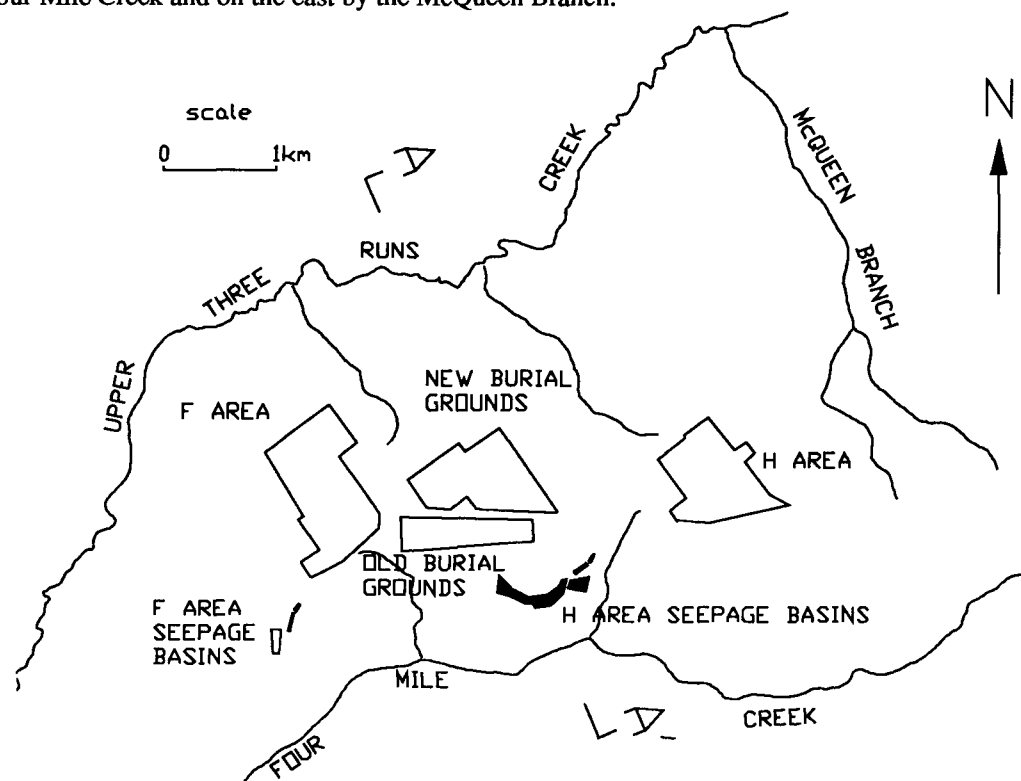 our Mile Creek and on the east by the McQueen Branch.
scale
0 1km
N
CREEK
McQUEEN
BRANCH
RUNS
THREE
UPPER
NEW BURIAL
GROUNDS
F AREA
H AREA
OLD BURIAL
GROUNDS
F AREA
SEEPAGE
BASINS
H AREA SEEPAGE BASINS
MILE
CREEK
FOUR